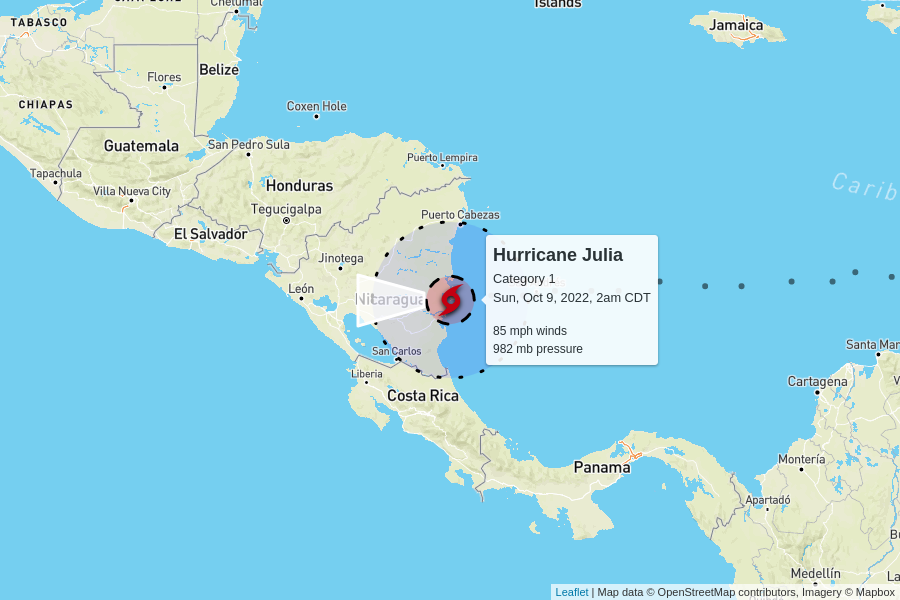 Islands
Chetumal
TABASCO
Jamaica
Belize
Flores
CHIAPAS
Coxen Hole
Guatemala
San Pedro Sula
Puerto Lempira
Tapachula
Villa Nueva City
Honduras
Carib
Tegucigalpa
Puerto Cabezas
El Salvador
Hurricane Julia
Category 1
Sun, Oct 9, 2022, 2am CDT
85 mph winds
982 mb pressure
Jinotega
León
Nicaragua
San Carlos
Liberia
Costa Rica
Santa Mar
Cartagena
Panama
Montería
Apartadó
Medellín
Leaflet | Map data © OpenStreetMap contributors, Imagery © Mapbox